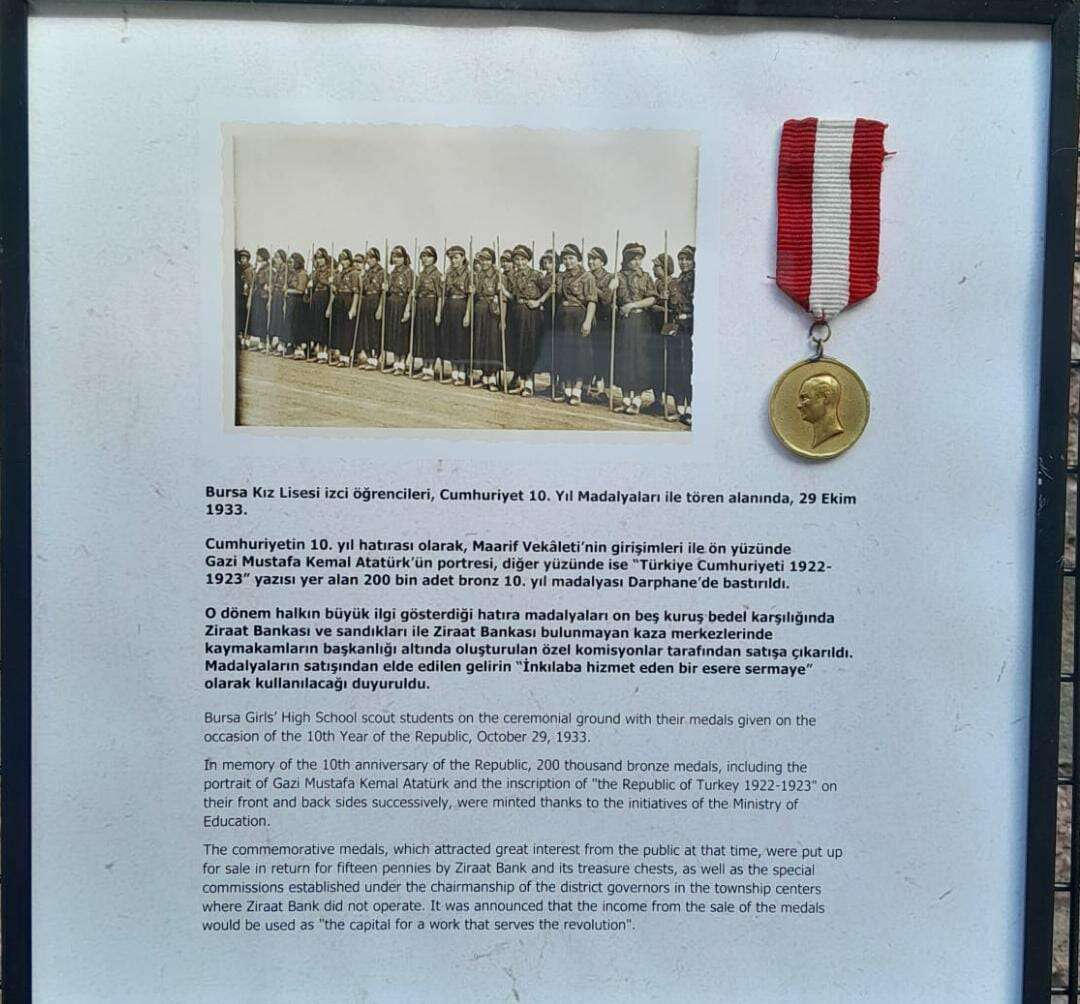 Bursa Kız Lisesi izci öğrencileri, Cumhuriyet 10. Yıl Madalyaları ile tören alanında, 29 Ekim
1933.
Cumhuriyetin 10. yıl hatırası olarak, Maarif Vekâleti’nin girişimleri ile ön yüzünde
Gazi Mustafa Kemal Atatürk’ün portresi, diğer yüzünde ise “Türkiye Cumhuriyeti 1922-
1923” yazısı yer alan 200 bin adet bronz 10. yıl madalyası Darphane’de bastırıldı.
O dönem halkın büyük ilgi gösterdiği hatıra madalyaları on beş kuruş bedel karşılığında
Ziraat Bankası ve sandıkları ile Ziraat Bankası bulunmayan kaza merkezlerinde
kaymakamların başkanlığı altında oluşturulan özel komisyonlar tarafından satışa çıkarıldı.
Madalyaların satışından elde edilen gelirin “İnkılaba hizmet eden bir esere sermaye”
olarak kullanılacağı duyuruldu.
Bursa Girls’ High School scout students on the ceremonial ground with their medals given on the
occasion of the 10th Year of the Republic, October 29, 1933.
In memory of the 10th anniversary of the Republic, 200 thousand bronze medals, including the
portrait of Gazi Mustafa Kemal Atatürk and the inscription of "the Republic of Turkey 1922-1923" on
their front and back sides successively, were minted thanks to the initiatives of the Ministry of
Education.
The commemorative medals, which attracted great interest from the public at that time, were put up
for sale in return for fifteen pennies by Ziraat Bank and its treasure chests, as well as the special
commissions established under the chairmanship of the district governors in the township centers
where Ziraat Bank did not operate. It was announced that the income from the sale of the medals
would be used as "the capital for a work that serves the revolution".